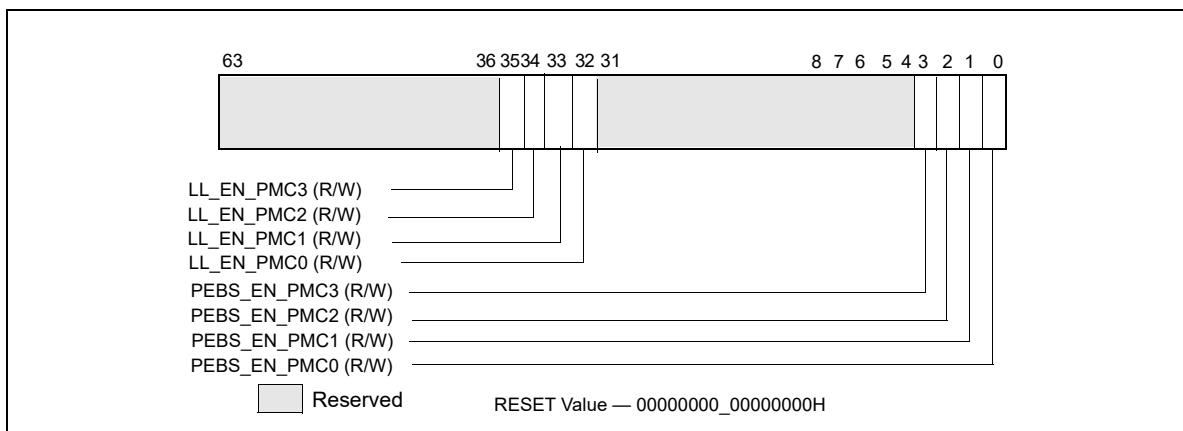 63 36 35 34 33 32 31 8 7 6 5 4 3 2 1 0
LL_EN_PMC3 (R/W)
LL_EN_PMC2 (R/W)
LL_EN_PMC1 (R/W)
LL_EN_PMC0 (R/W)
PEBS_EN_PMC3 (R/W)
PEBS_EN_PMC2 (R/W)
PEBS_EN_PMC1 (R/W)
PEBS_EN_PMC0 (R/W)
Reserved RESET Value — 00000000_00000000H